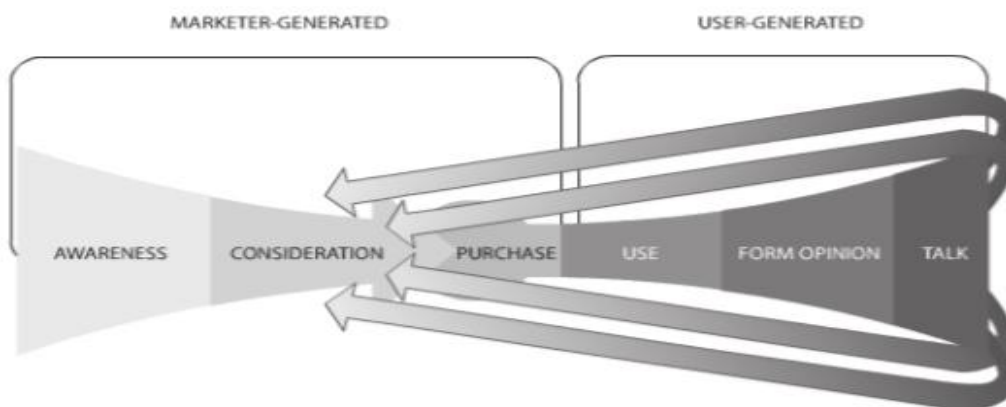 MARKETER-GENERATED USER-GENERATED
AWARENESS CONSIDERATION PURCHASE USE FORM OPINION TALK